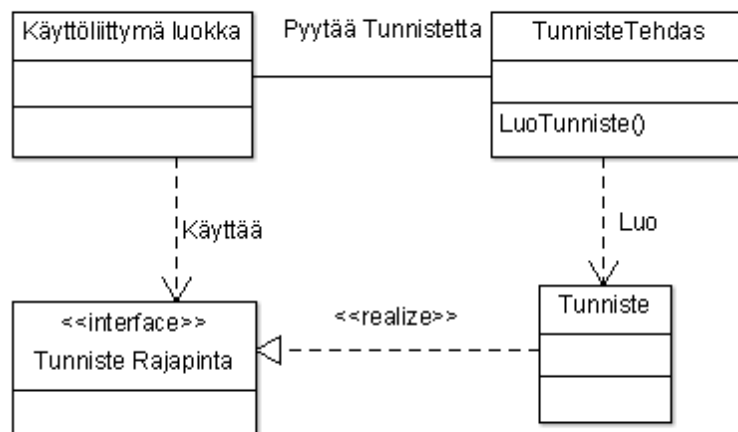 Käyttöliittymä luokka
Pyytää Tunnistetta
TunnisteTehdas
LuoTunniste()
Käyttää
Luo
<<interface>>
Tunniste Rajapinta
<<realize>>
Tunniste